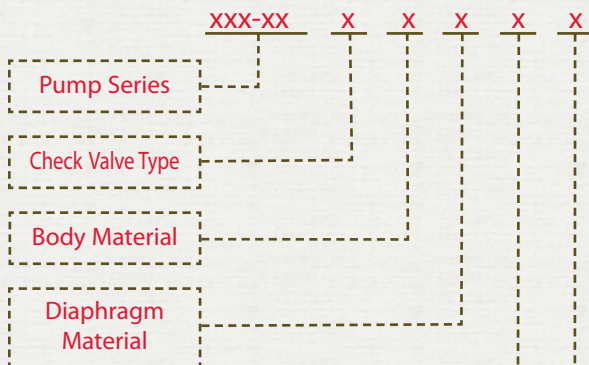 xxx-xx x x x x x
Pump Series
Check Valve Type
Body Material
Diaphragm
Material